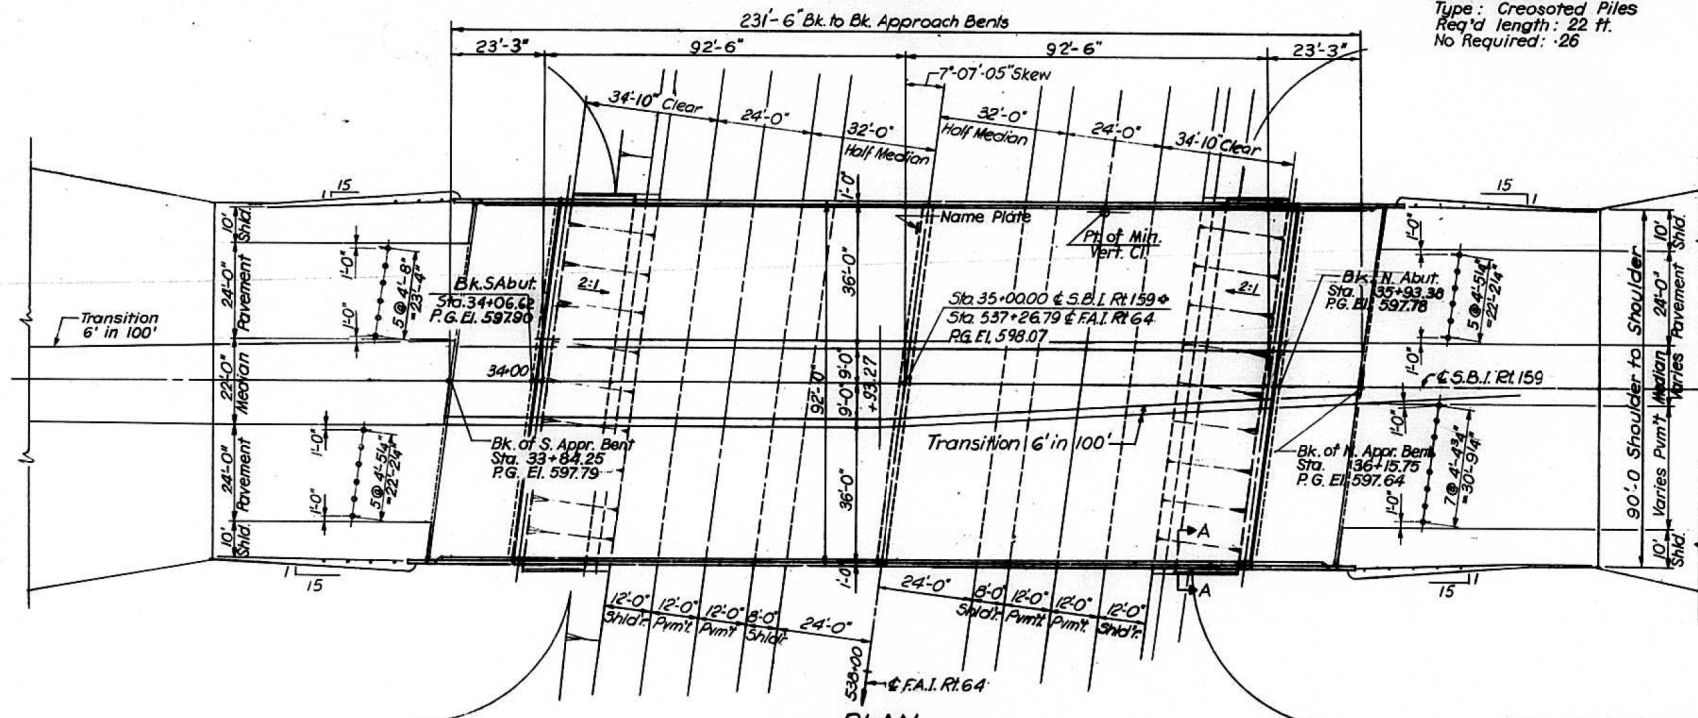 231'-6" Bk. to Bk. Approach Bents
Type: Creosoted Piles
Req'd length: 22 ft.
No Required: 26
23'-3"
92'-6"
92'-6"
23'-3"
7°-07'-05" Skew
34'-10" Clear
24'-0"
32'-0"
Half Median
32'-0"
Half Median
24'-0"
34'-10" Clear
15
1
15
1
1'-0"
Name Plate
Pt. of Min.
Vert. Cl.
10'
Shld.
24'-0"
Pavement
22'-0"
Median
24'-0"
Pavement
10'
Shld.
1'-0"
1'-0"
5 @ 4'-8"
=23'-4"
Bk. S. Abut.
Sta. 34+06.62
P.G. El. 597.90
2:1
36'-0"
Sta. 35+00.00 ℄ S.B.I. Rt 159
Sta. 537+26.79 ℄ F.A.I. Rt 64
P.G. El. 598.07
2:1
Bk. N. Abut.
Sta. 35+93.38
P.G. El. 597.78
1'-0"
5 @ 4'-5¼"
=22'-2¼"
1'-0"
Transition
6' in 100'
34+00
92'-0"
9'-0"
9'-0"
+93.27
℄ S.B.I. Rt. 159
Transition 6' in 100'
Bk. of S. Appr. Bent
Sta. 33+84.25
P.G. El. 597.79
Bk. of N. Appr. Bent
Sta. 36+15.75
P.G. El. 597.64
1'-0"
5 @ 4'-5¼"
=22'-2¼"
1'-0"
36'-0"
1'-0"
7 @ 4'-4¾"
=30'-9¼"
1'-0"
90'-0 Shoulder to Shoulder
10'
Shld.
24'-0"
Pavement
Median
Varies
Varies Pvm't
10'
Shld.
A
A
1
15
1'-0"
1
15
12'-0"
Shld'r.
12'-0"
Pvm't
12'-0"
Pvm't
8'-0"
Shld'r.
24'-0"
24'-0"
8'-0"
Shld'r.
12'-0"
Pvm't.
12'-0"
Pvm't.
12'-0"
Shld'r.
538+00
℄ F.A.I. Rt. 64
PLAN